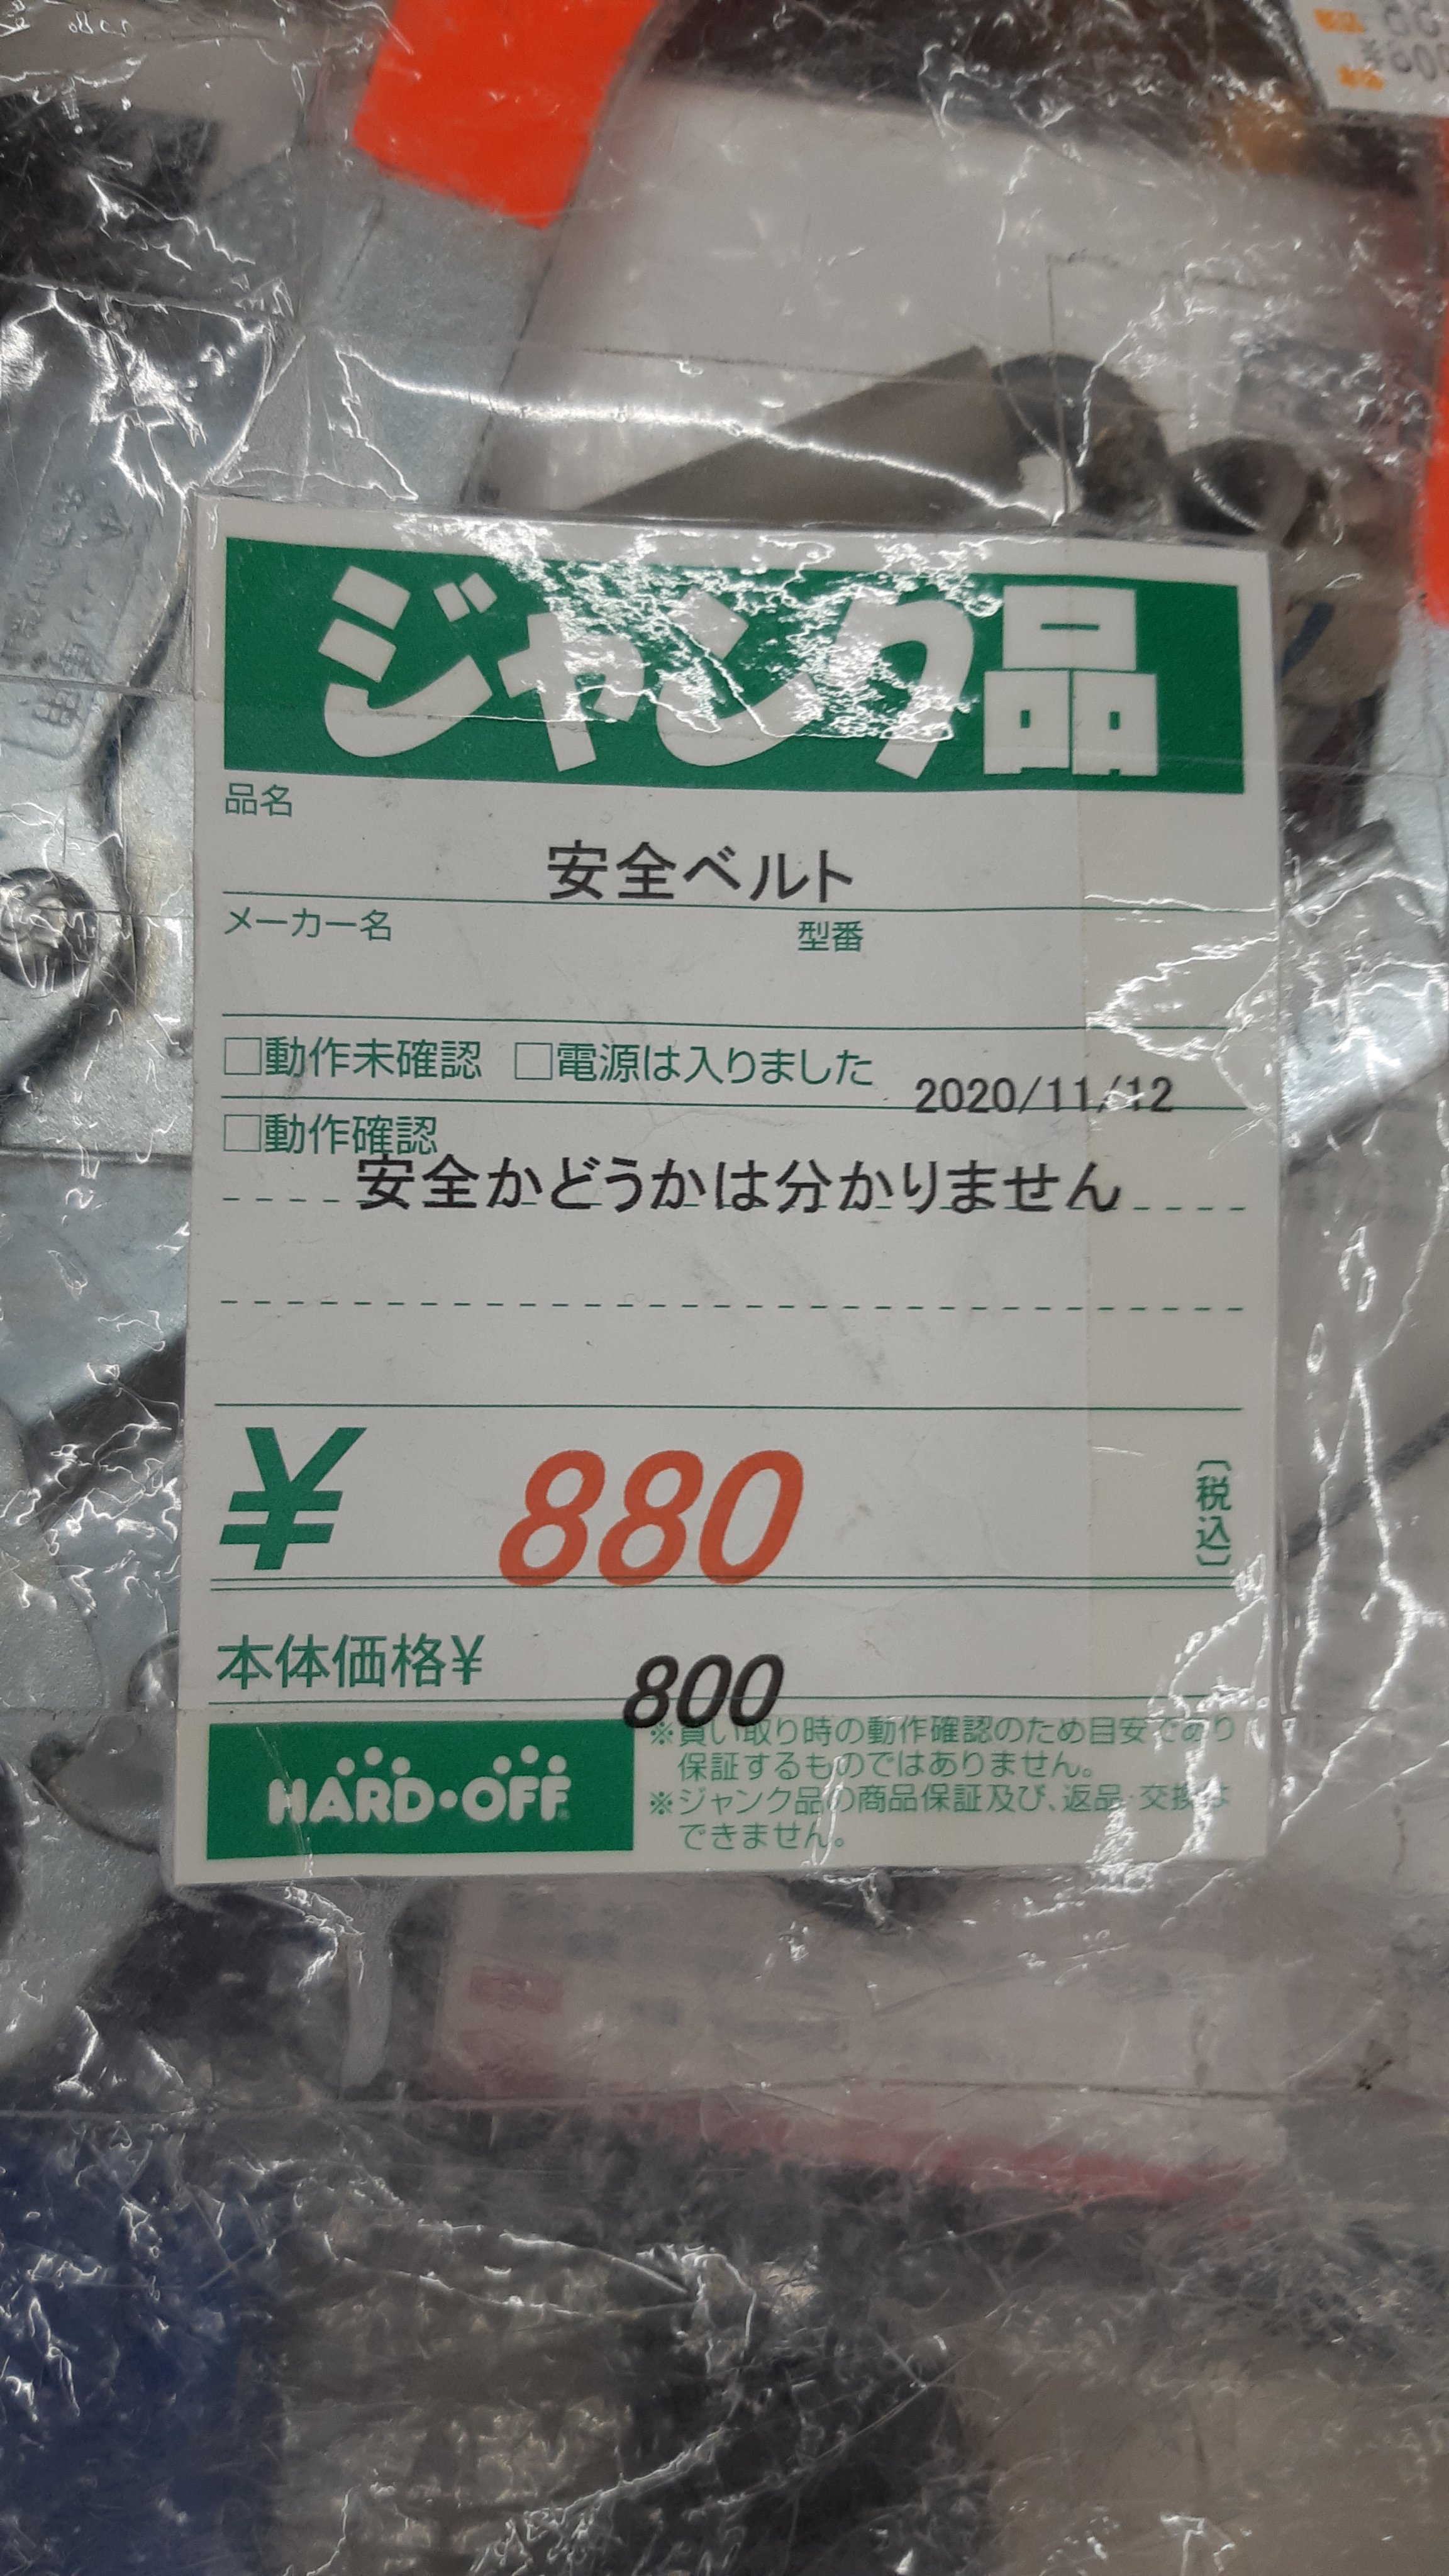 ジャンク品
品名
安全ベルト
メーカー名 型番
□動作未確認 □電源は入りました
2020/11/12
□動作確認
安全かどうかは分かりません
¥ 880 (税込)
本体価格¥ 800
HARD・OFF
※買い取り時の動作確認のため目安であり
保証するものではありません。
※ジャンク品の商品保証及び、返品・交換は
できません。